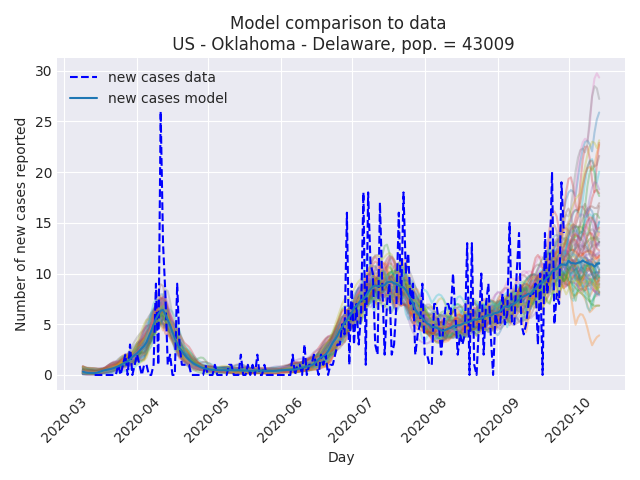 Model comparison to data
US - Oklahoma - Delaware, pop. = 43009
new cases data
new cases model
Number of new cases reported
30
25
20
15
10
5
0
2020-03
2020-04
2020-05
2020-06
2020-07
2020-08
2020-09
2020-10
Day